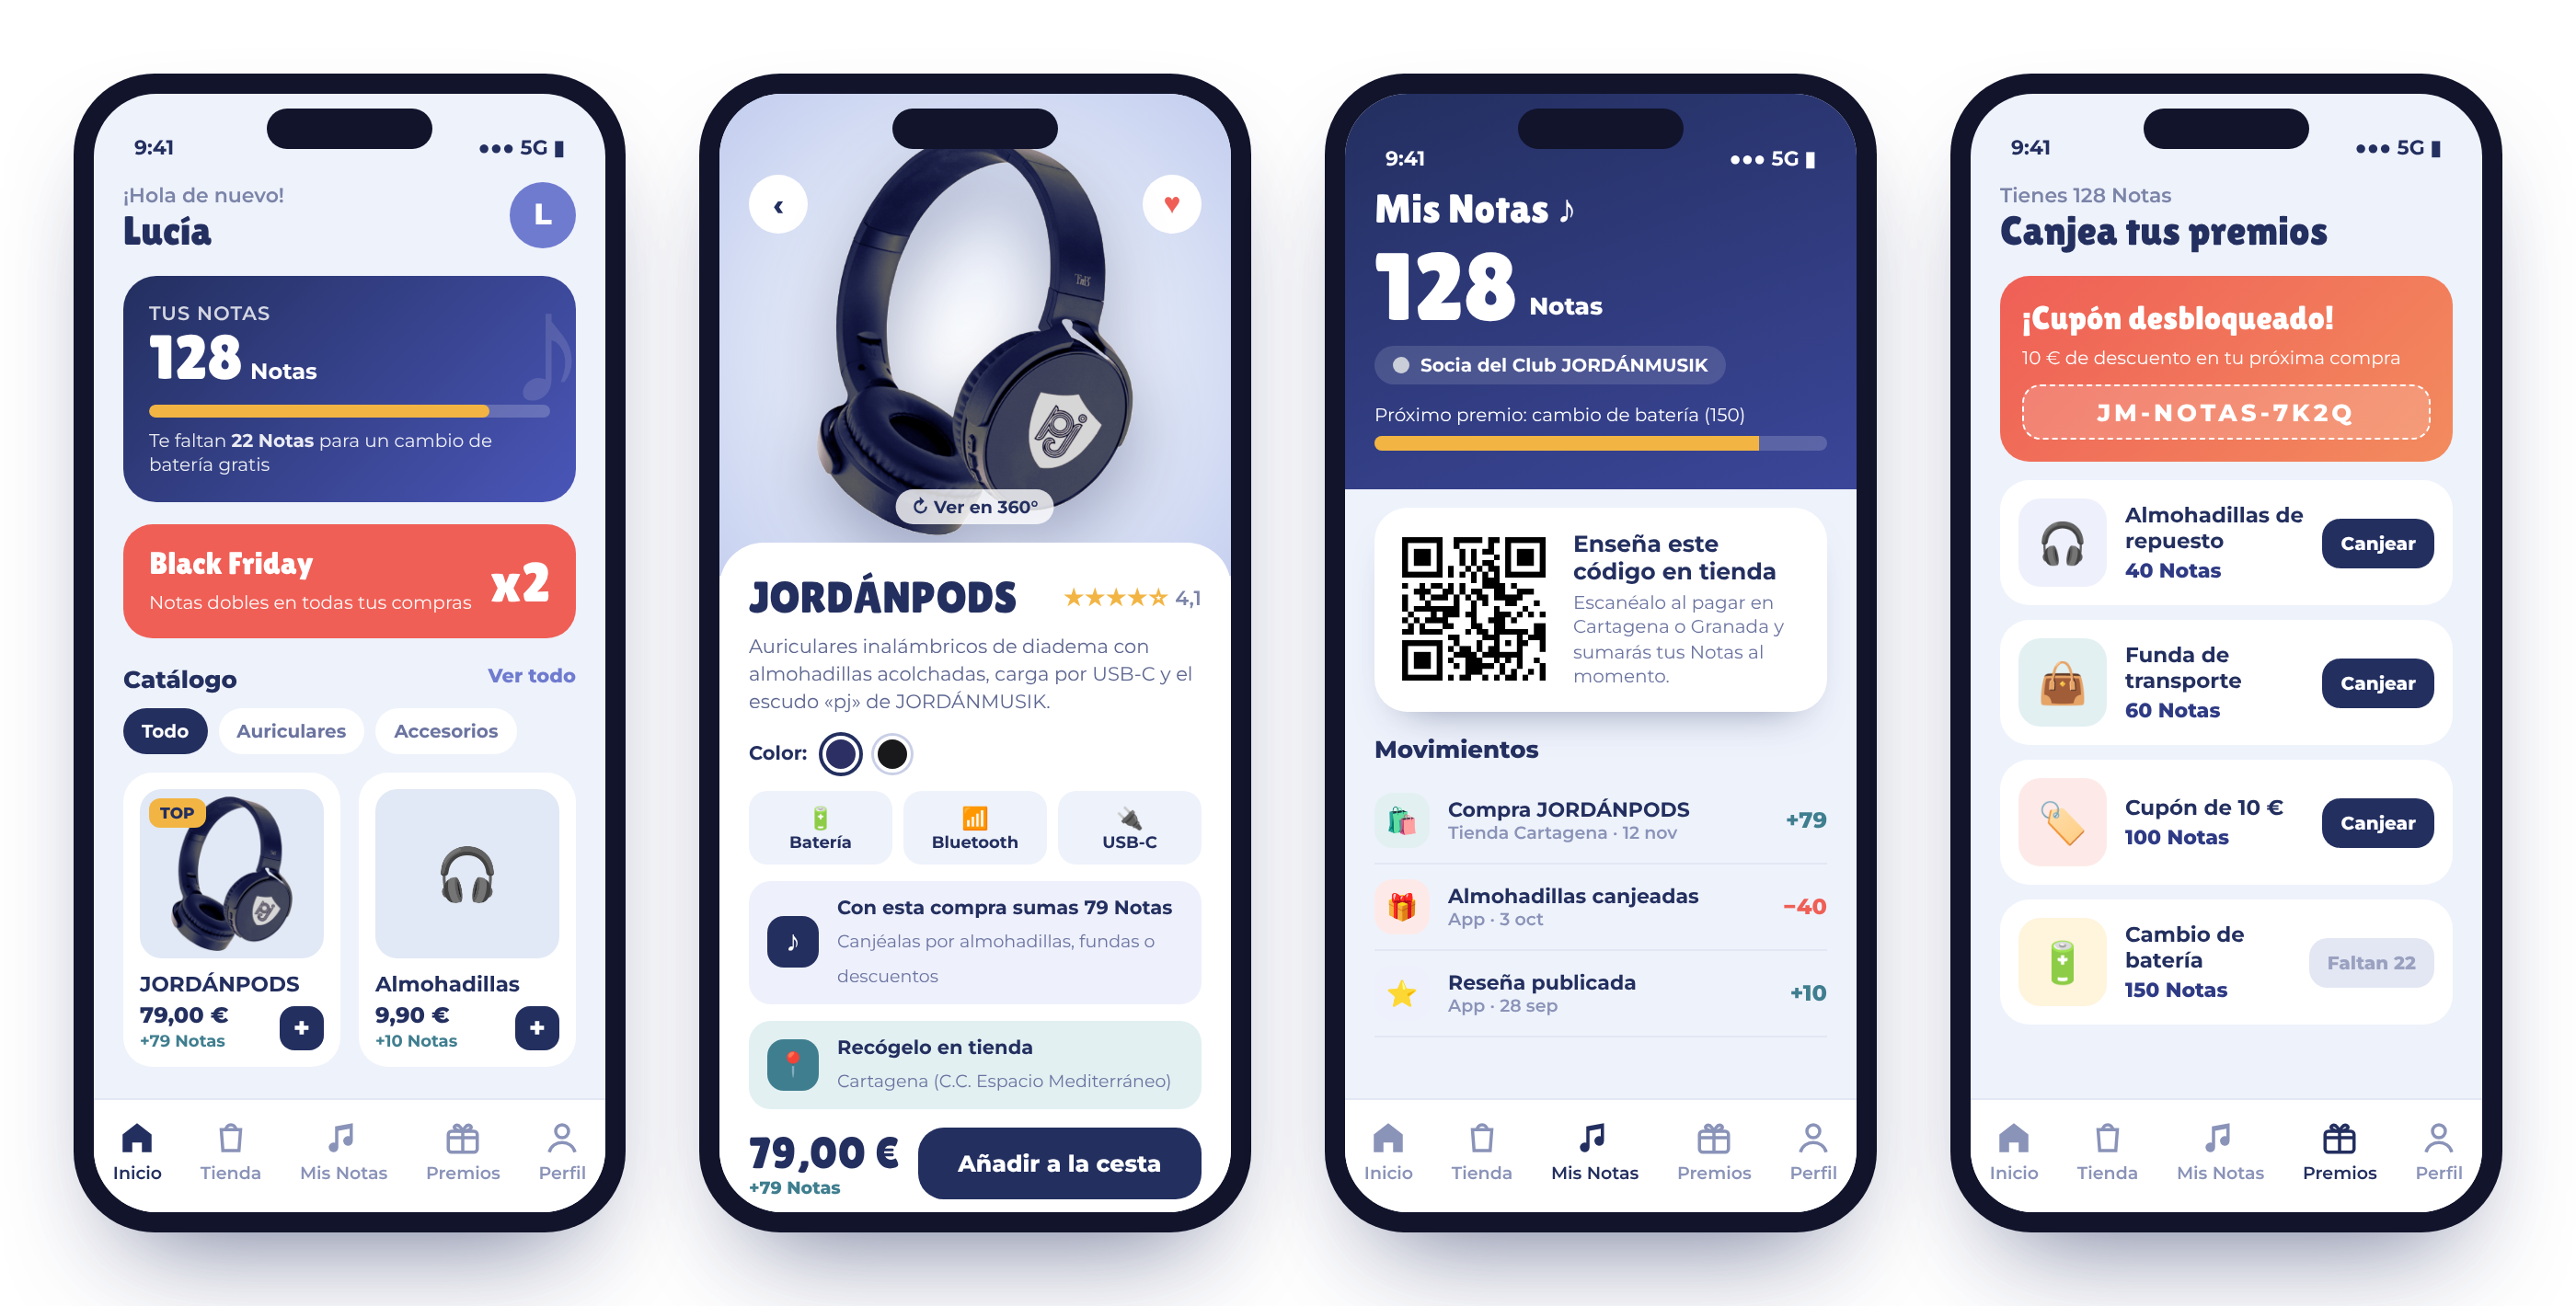 9:41
●●● 5G
¡Hola de nuevo!
Lucía
L
TUS NOTAS
128 Notas
Te faltan 22 Notas para un cambio de
batería gratis
Black Friday
Notas dobles en todas tus compras
x2
Catálogo
Ver todo
Todo
Auriculares
Accesorios
TOP
pj
JORDÁNPODS
79,00 €
+79 Notas
+
Almohadillas
9,90 €
+10 Notas
+
Inicio
Tienda
Mis Notas
Premios
Perfil
‹
♥
TnB
pj
↻ Ver en 360°
JORDÁNPODS
★★★★☆ 4,1
Auriculares inalámbricos de diadema con
almohadillas acolchadas, carga por USB-C y el
escudo «pj» de JORDÁNMUSIK.
Color:
Batería
Bluetooth
USB-C
♪
Con esta compra sumas 79 Notas
Canjéalas por almohadillas, fundas o
descuentos
Recógelo en tienda
Cartagena (C.C. Espacio Mediterráneo)
79,00 €
+79 Notas
Añadir a la cesta
9:41
●●● 5G
Mis Notas ♪
128 Notas
Socia del Club JORDÁNMUSIK
Próximo premio: cambio de batería (150)
Enseña este
código en tienda
Escanéalo al pagar en
Cartagena o Granada y
sumarás tus Notas al
momento.
Movimientos
Compra JORDÁNPODS
Tienda Cartagena · 12 nov
+79
Almohadillas canjeadas
App · 3 oct
−40
Reseña publicada
App · 28 sep
+10
Inicio
Tienda
Mis Notas
Premios
Perfil
9:41
●●● 5G
Tienes 128 Notas
Canjea tus premios
¡Cupón desbloqueado!
10 € de descuento en tu próxima compra
JM-NOTAS-7K2Q
Almohadillas de
repuesto
40 Notas
Canjear
Funda de
transporte
60 Notas
Canjear
Cupón de 10 €
100 Notas
Canjear
Cambio de
batería
150 Notas
Faltan 22
Inicio
Tienda
Mis Notas
Premios
Perfil